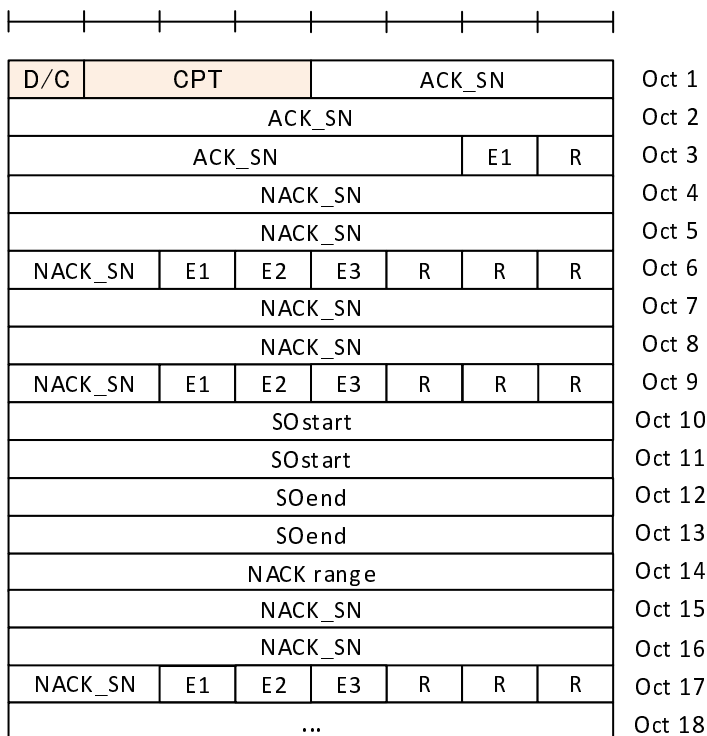 D/C CPT ACK_SN Oct 1
ACK_SN Oct 2
ACK_SN E1 R Oct 3
NACK_SN Oct 4
NACK_SN Oct 5
NACK_SN E1 E2 E3 R R R Oct 6
NACK_SN Oct 7
NACK_SN Oct 8
NACK_SN E1 E2 E3 R R R Oct 9
SOstart Oct 10
SOstart Oct 11
SOend Oct 12
SOend Oct 13
NACK range Oct 14
NACK_SN Oct 15
NACK_SN Oct 16
NACK_SN E1 E2 E3 R R R Oct 17
... Oct 18